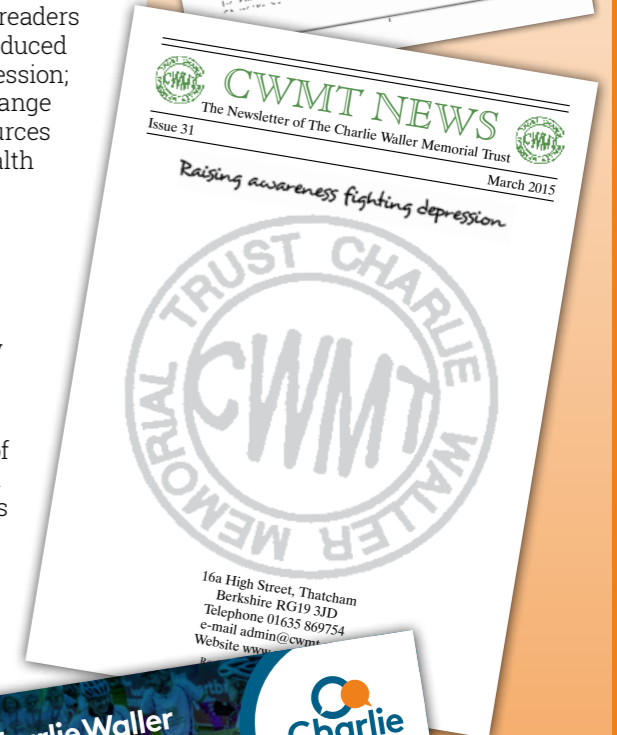 readers
duced
ession;
ange
urces
alth
of
s
CWMT NEWS
The Newsletter of The Charlie Waller Memorial Trust
Issue 31
March 2015
Raising awareness fighting depression
TRUST CHARLIE WALLER MEMORIAL
CWMT
16a High Street, Thatcham
Berkshire RG19 3JD
Telephone 01635 869754
e-mail admin@cwmt
Website www.
rlie Waller
Charlie